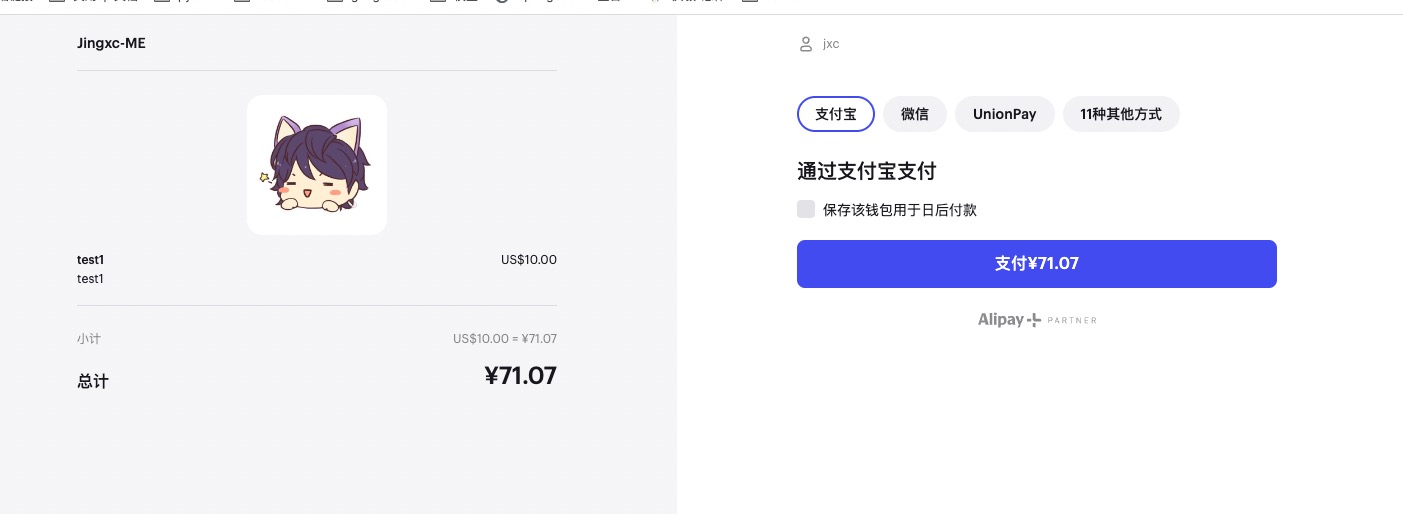 Jingxc-ME
test1
US$10.00
test1
小计
US$10.00 = ¥71.07
总计
¥71.07
jxc
支付宝
微信
UnionPay
11种其他方式
通过支付宝支付
保存该钱包用于日后付款
支付¥71.07
Alipay+ PARTNER